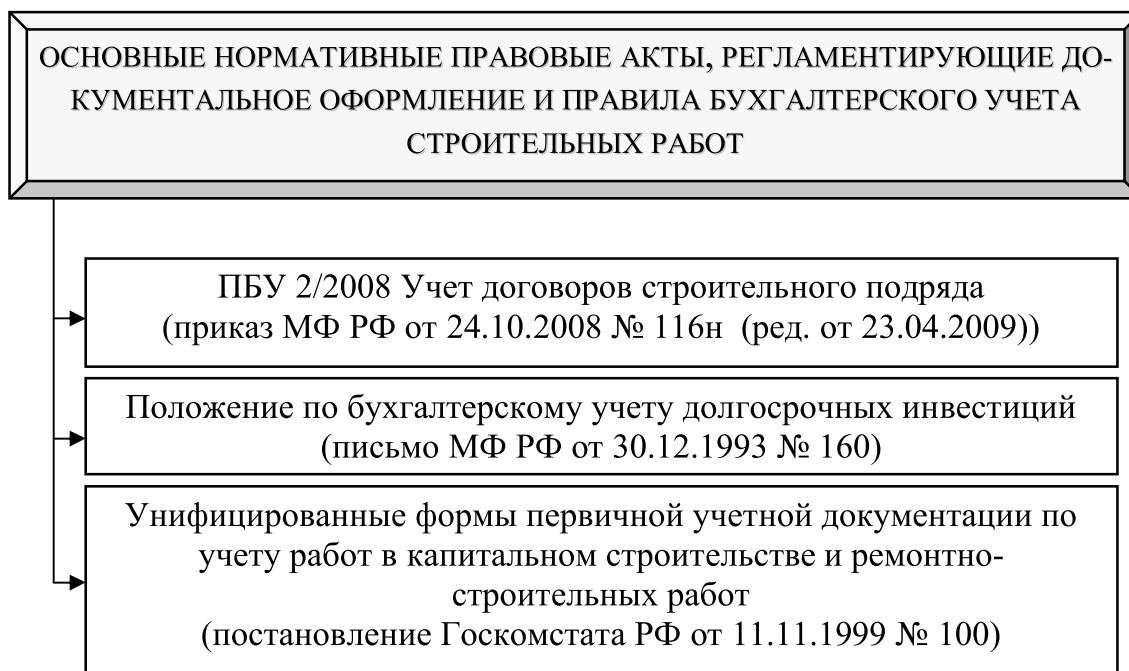 ОСНОВНЫЕ НОРМАТИВНЫЕ ПРАВОВЫЕ АКТЫ, РЕГЛАМЕНТИРУЮЩИЕ ДО-
КУМЕНТАЛЬНОЕ ОФОРМЛЕНИЕ И ПРАВИЛА БУХГАЛТЕРСКОГО УЧЕТА
СТРОИТЕЛЬНЫХ РАБОТ
ПБУ 2/2008 Учет договоров строительного подряда
(приказ МФ РФ от 24.10.2008 № 116н (ред. от 23.04.2009))
Положение по бухгалтерскому учету долгосрочных инвестиций
(письмо МФ РФ от 30.12.1993 № 160)
Унифицированные формы первичной учетной документации по
учету работ в капитальном строительстве и ремонтно-
строительных работ
(постановление Госкомстата РФ от 11.11.1999 № 100)